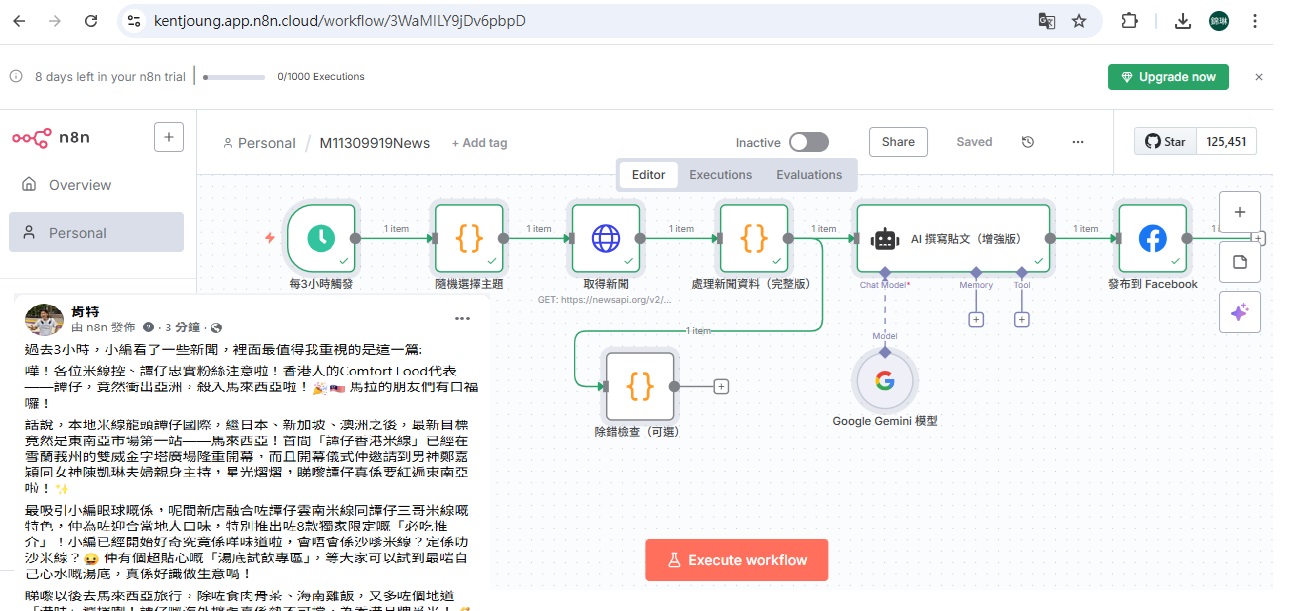 kentjoung.app.n8n.cloud/workflow/3WaMILY9jDv6pbpD
錦琳
8 days left in your n8n trial
0/1000 Executions
Upgrade now
n8n
Personal / M11309919News + Add tag
Inactive
Share
Saved
Star 125,451
Editor Executions Evaluations
Overview
Personal
1 item
1 item
1 item
1 item
1 item
AI 撰寫貼文（增強版）
每3小時觸發
隨機選擇主題
取得新聞
GET: https://newsapi.org/v2/...
處理新聞資料（完整版）
Chat Model*
Memory
Tool
發布到 Facebook
1 item
除錯檢查（可選）
Model
Google Gemini 模型
Execute workflow
肯特
由 n8n 發佈 · 3 分鐘 ·
過去3小時，小編看了一些新聞，裡面最值得我重視的是這一篇:
嘩！各位米線控、譚仔忠實粉絲注意啦！香港人的Comfort Food代表
——譚仔，竟然衝出亞洲，殺入馬來西亞啦！🎉🇲🇾 馬拉的朋友們有口福
囉！
話說，本地米線龍頭譚仔國際，繼日本、新加坡、澳洲之後，最新目標
竟然是東南亞市場第一站——馬來西亞！首間「譚仔香港米線」已經在
雪蘭莪州的雙威金字塔廣場隆重開幕，而且開幕儀式仲邀請到男神鄭嘉
穎同女神陳凱琳夫婦親身主持，星光熠熠，睇嚟譚仔真係要紅遍東南亞
啦！✨
最吸引小編眼球嘅係，呢間新店融合咗譚仔雲南米線同譚仔三哥米線嘅
特色，仲為咗迎合當地人口味，特別推出咗8款獨家限定嘅「必吃推
介」！小編已經開始好奇究竟係咩味道啦，會唔會係沙嗲米線？定係叻
沙米線？😆 仲有個超貼心嘅「湯底試飲專區」，等大家可以試到最啱自
己心水嘅湯底，真係好識做生意喎！
睇嚟以後去馬來西亞旅行，除咗食肉骨茶、海南雞飯，又多咗個地道